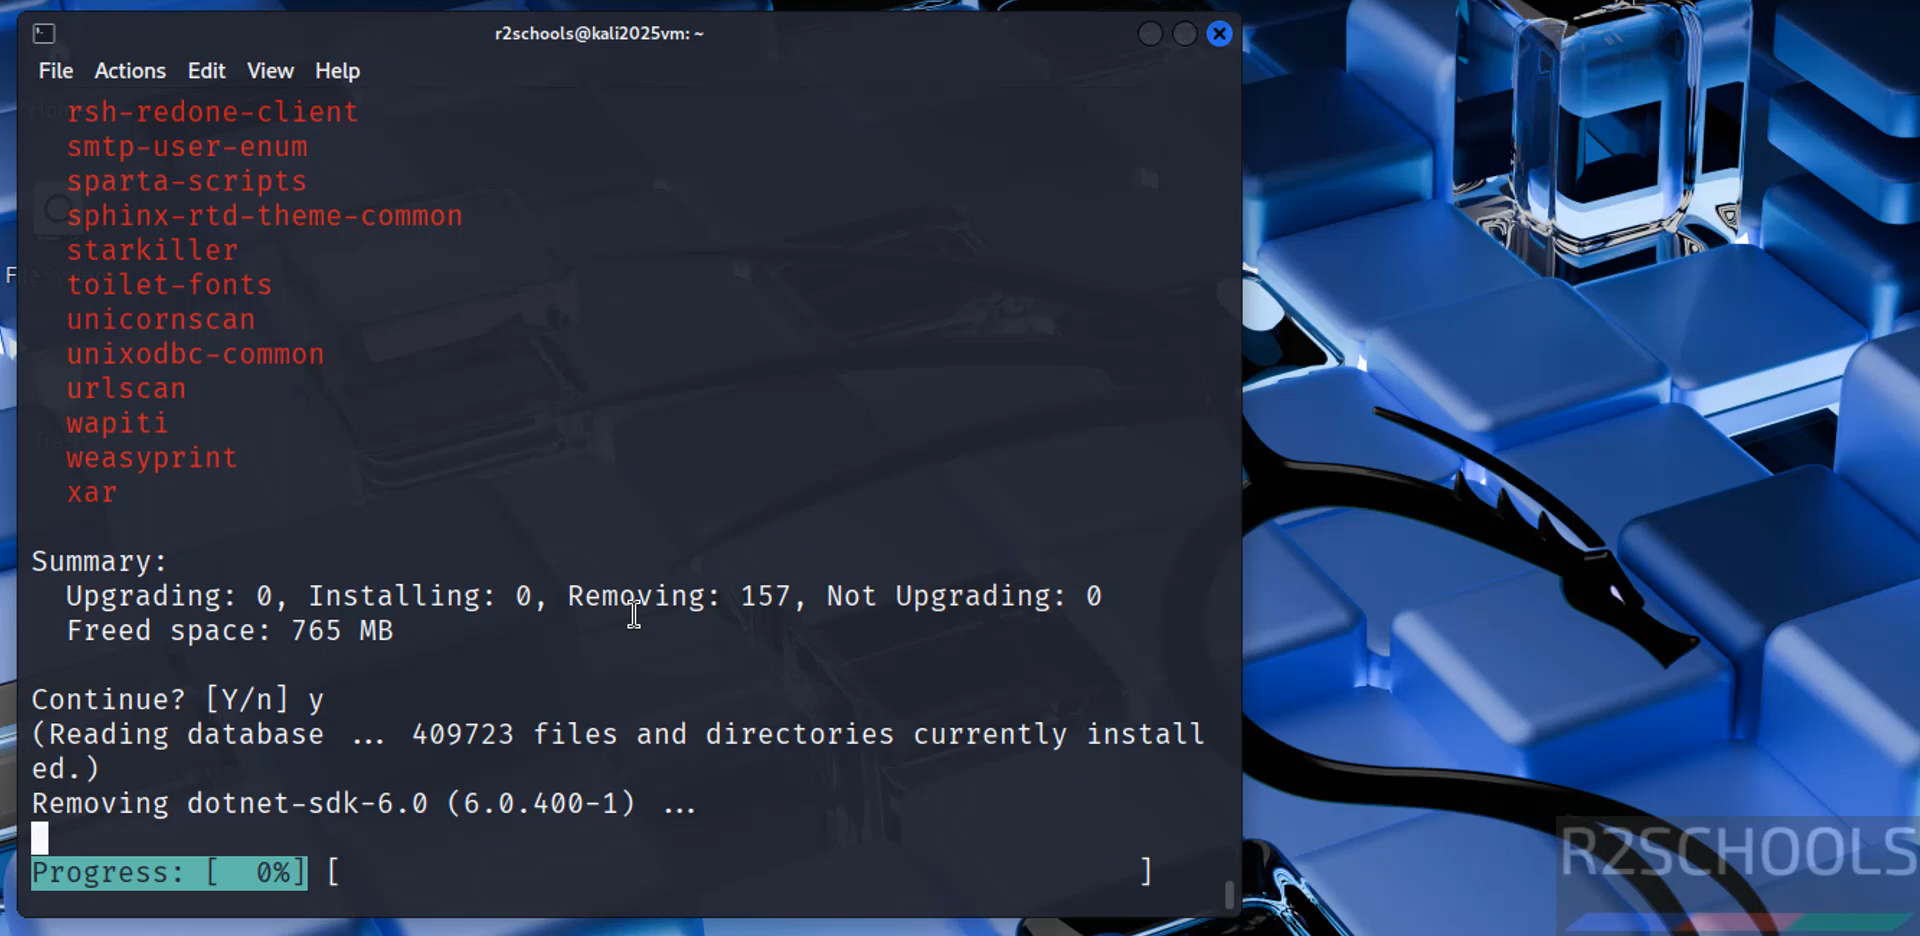 r2schools@kali2025vm: ~
File Actions Edit View Help
rsh-redone-client
smtp-user-enum
sparta-scripts
sphinx-rtd-theme-common
starkiller
toilet-fonts
unicornscan
unixodbc-common
urlscan
wapiti
weasyprint
xar
Summary:
Upgrading: 0, Installing: 0, Removing: 157, Not Upgrading: 0
Freed space: 765 MB
Continue? [Y/n] y
(Reading database ... 409723 files and directories currently install
ed.)
Removing dotnet-sdk-6.0 (6.0.400-1) ...
Progress: [  0%] [ ]
R2SCHOOLS